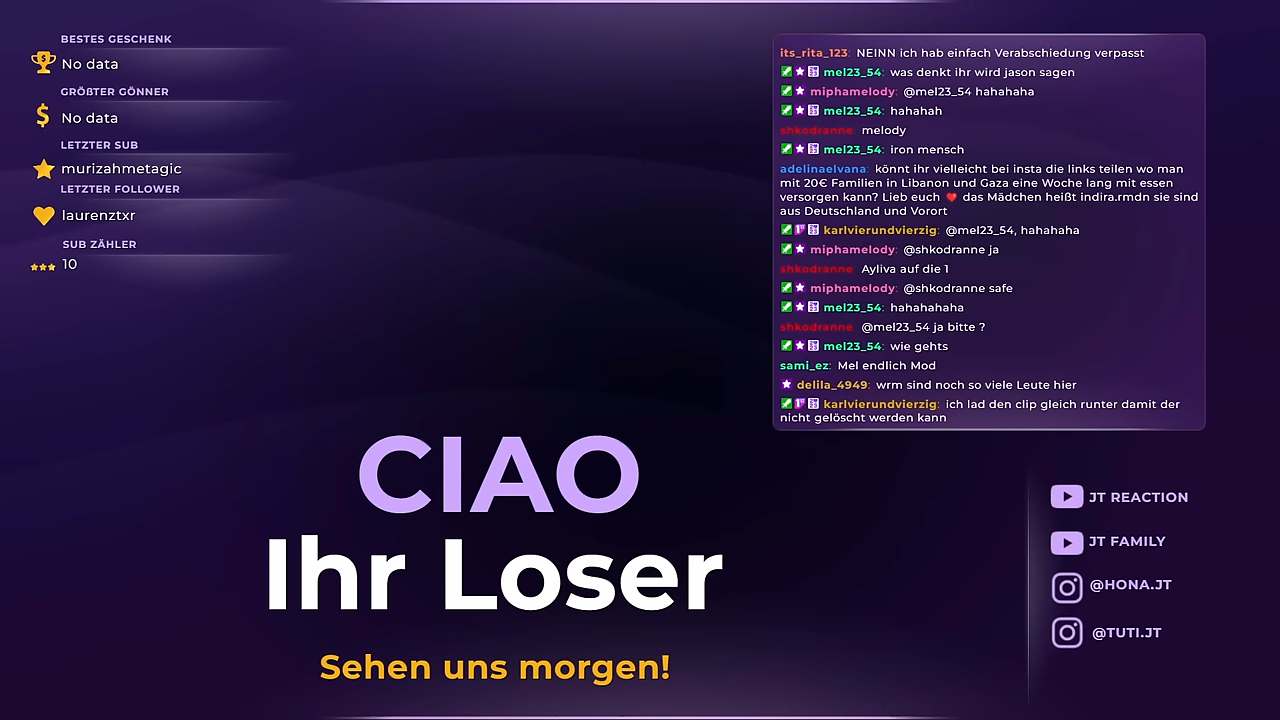 BESTES GESCHENK
No data
GRÖßTER GÖNNER
No data
LETZTER SUB
murizahmetagic
LETZTER FOLLOWER
laurenztxr
SUB ZÄHLER
10
its_rita_123: NEINN ich hab einfach Verabschiedung verpasst
mel23_54: was denkt ihr wird jason sagen
miphamelody: @mel23_54 hahahaha
mel23_54: hahahah
shkodranne: melody
mel23_54: iron mensch
adelinaelvana: könnt ihr vielleicht bei insta die links teilen wo man
mit 20€ Familien in Libanon und Gaza eine Woche lang mit essen
versorgen kann? Lieb euch ❤️ das Mädchen heißt indira.rmdn sie sind
aus Deutschland und Vorort
karlvierundvierzig: @mel23_54, hahahaha
miphamelody: @shkodranne ja
shkodranne: Ayliva auf die 1
miphamelody: @shkodranne safe
mel23_54: hahahahaha
shkodranne: @mel23_54 ja bitte ?
mel23_54: wie gehts
sami_ez: Mel endlich Mod
delila_4949: wrm sind noch so viele Leute hier
karlvierundvierzig: ich lad den clip gleich runter damit der
nicht gelöscht werden kann
CIAO
Ihr Loser
Sehen uns morgen!
JT REACTION
JT FAMILY
@HONA.JT
@TUTI.JT